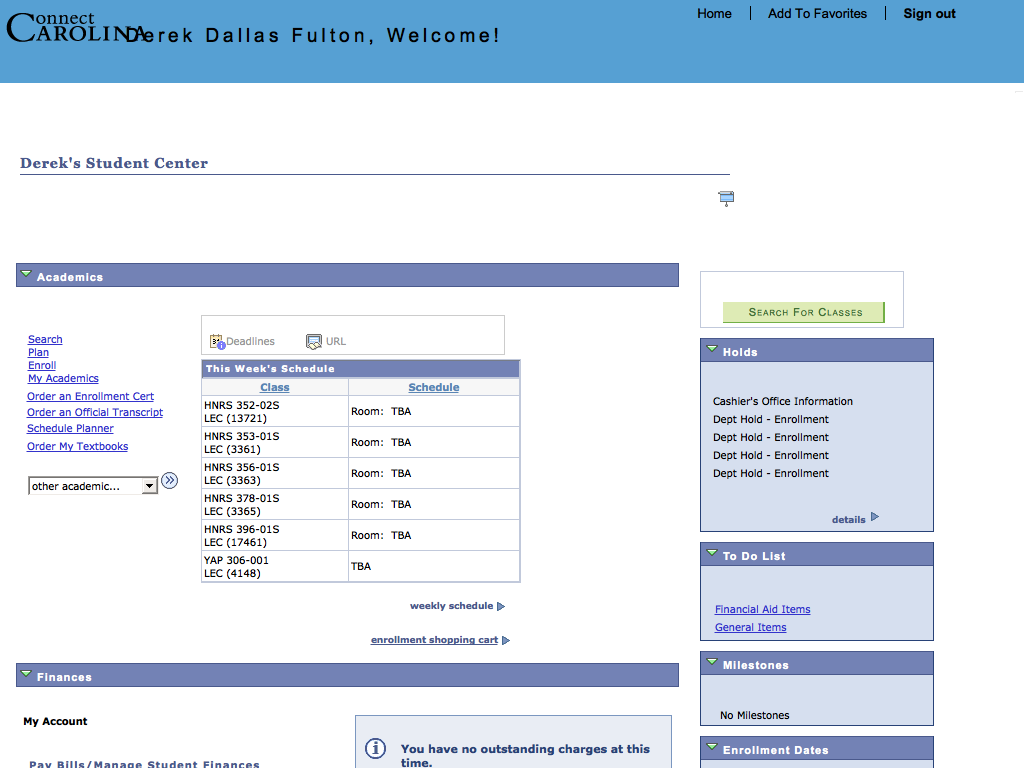 Connect
CAROLINA
Derek Dallas Fulton, Welcome!
Home
Add To Favorites
Sign out
Derek's Student Center
Academics
Search
Plan
Enroll
My Academics
Order an Enrollment Cert
Order an Official Transcript
Schedule Planner
Order My Textbooks
other academic...
Deadlines
URL
This Week's Schedule
Class Schedule
HNRS 352-02S
LEC (13721)
Room: TBA
HNRS 353-01S
LEC (3361)
Room: TBA
HNRS 356-01S
LEC (3363)
Room: TBA
HNRS 378-01S
LEC (3365)
Room: TBA
HNRS 396-01S
LEC (17461)
Room: TBA
YAP 306-001
LEC (4148)
TBA
weekly schedule
enrollment shopping cart
Finances
My Account
Pay Bills/Manage Student Finances
You have no outstanding charges at this
time.
SEARCH FOR CLASSES
Holds
Cashier's Office Information
Dept Hold - Enrollment
Dept Hold - Enrollment
Dept Hold - Enrollment
Dept Hold - Enrollment
details
To Do List
Financial Aid Items
General Items
Milestones
No Milestones
Enrollment Dates